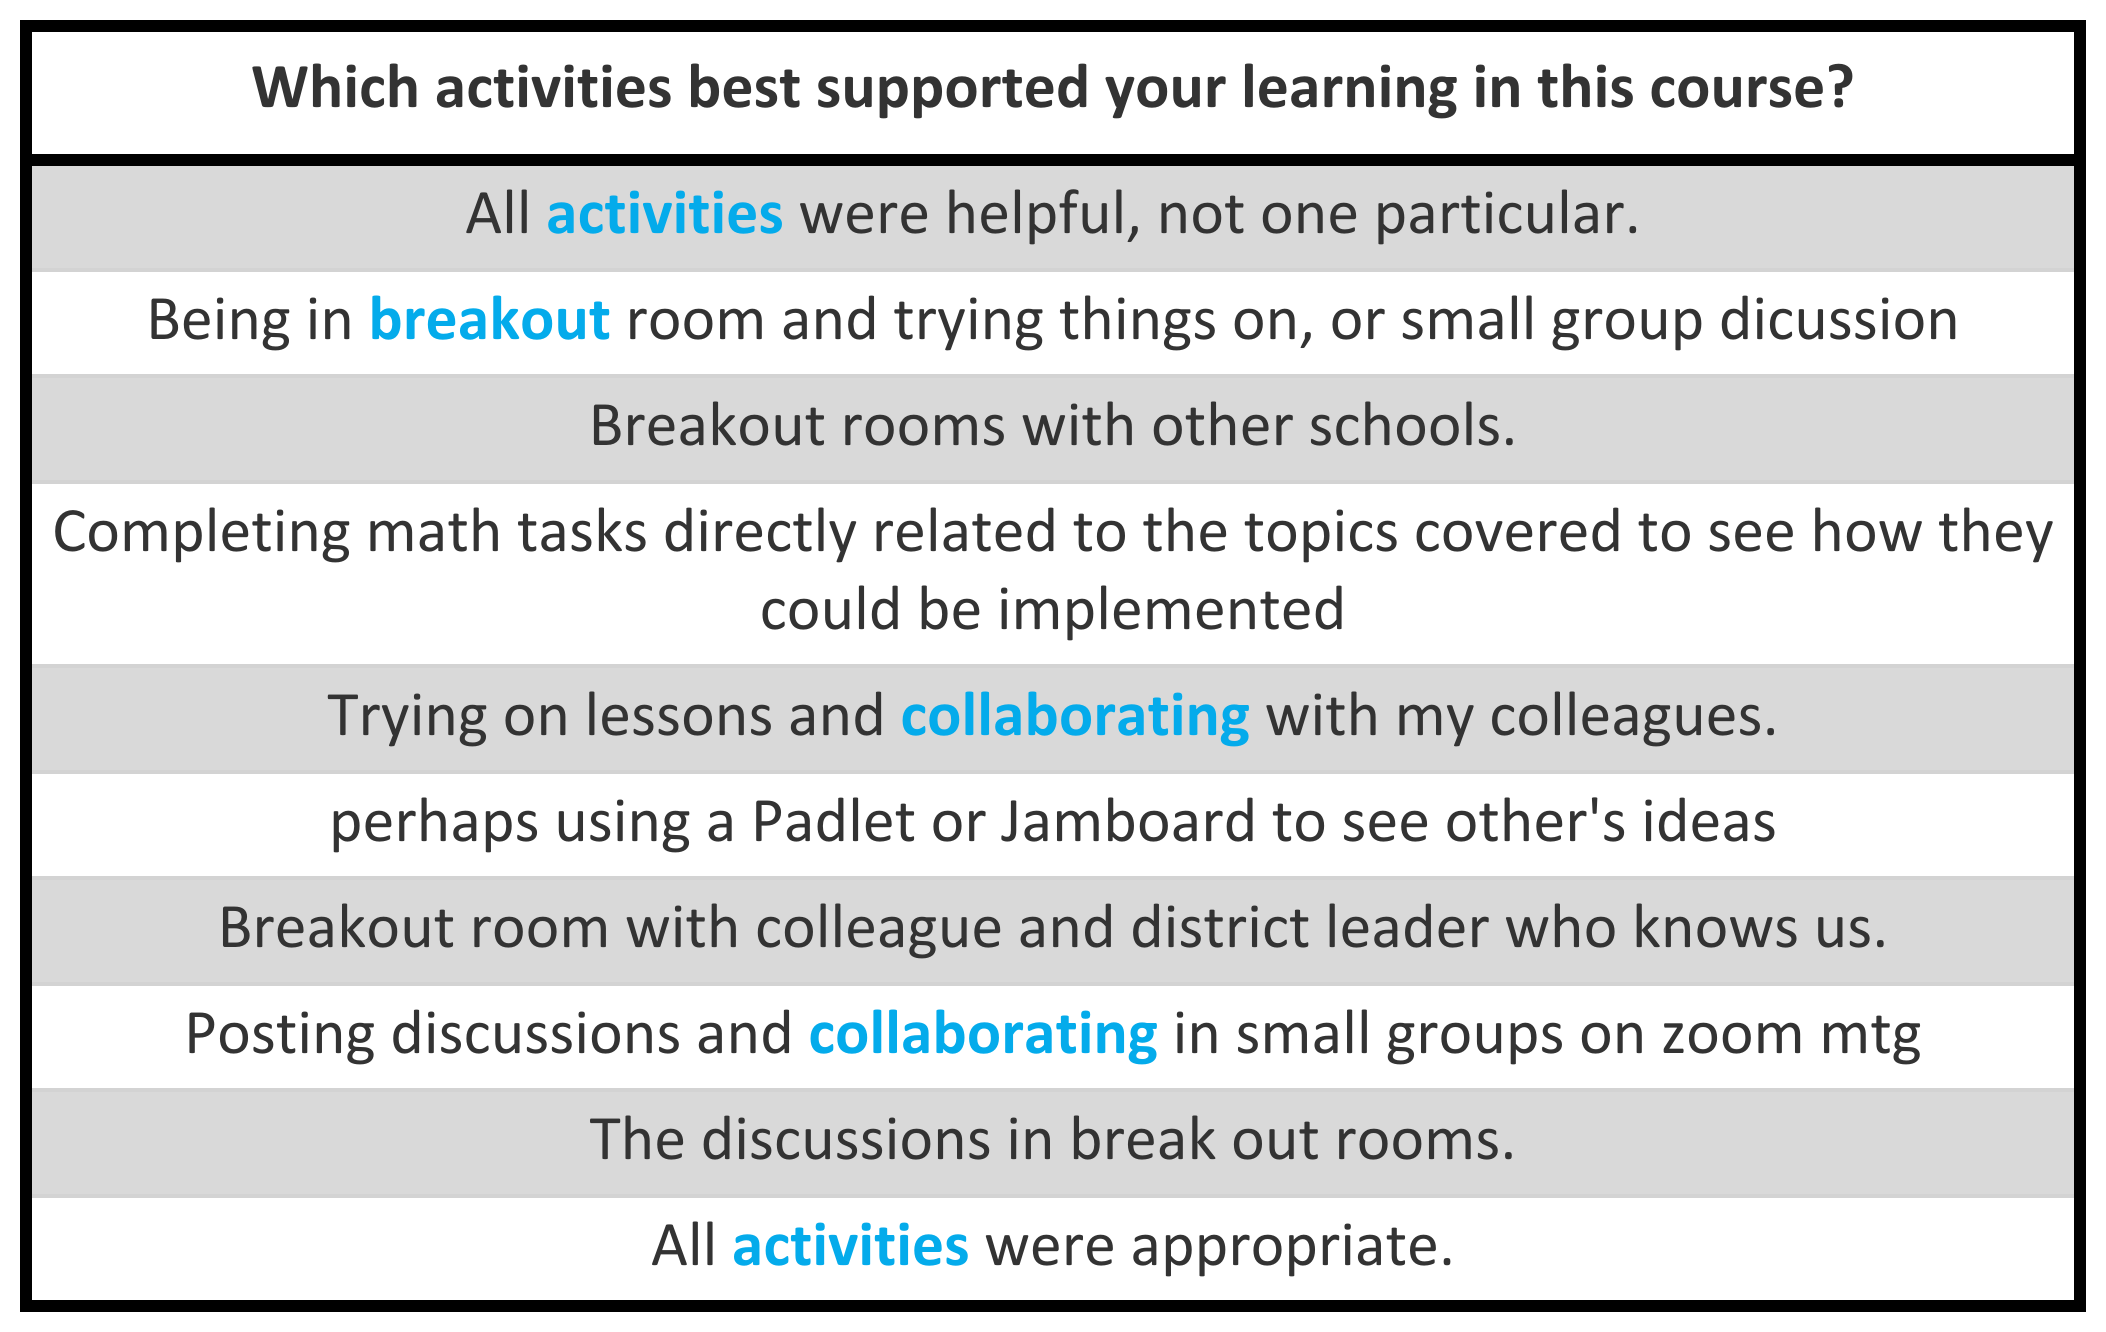 Which activities best supported your learning in this course?
All activities were helpful, not one particular.
Being in breakout room and trying things on, or small group dicussion
Breakout rooms with other schools.
Completing math tasks directly related to the topics covered to see how they
could be implemented
Trying on lessons and collaborating with my colleagues.
perhaps using a Padlet or Jamboard to see other's ideas
Breakout room with colleague and district leader who knows us.
Posting discussions and collaborating in small groups on zoom mtg
The discussions in break out rooms.
All activities were appropriate.